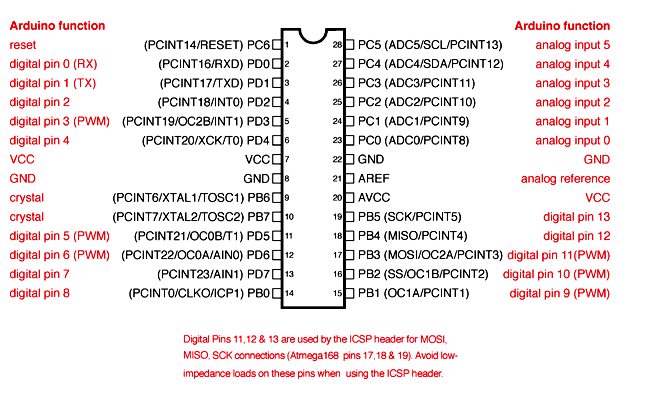 Arduino function Arduino function
reset (PCINT14/RESET) PC6 1 28 PC5 (ADC5/SCL/PCINT13) analog input 5
digital pin 0 (RX) (PCINT16/RXD) PD0 2 27 PC4 (ADC4/SDA/PCINT12) analog input 4
digital pin 1 (TX) (PCINT17/TXD) PD1 3 26 PC3 (ADC3/PCINT11) analog input 3
digital pin 2 (PCINT18/INT0) PD2 4 25 PC2 (ADC2/PCINT10) analog input 2
digital pin 3 (PWM) (PCINT19/OC2B/INT1) PD3 5 24 PC1 (ADC1/PCINT9) analog input 1
digital pin 4 (PCINT20/XCK/T0) PD4 6 23 PC0 (ADC0/PCINT8) analog input 0
VCC VCC 7 22 GND GND
GND GND 8 21 AREF analog reference
crystal (PCINT6/XTAL1/TOSC1) PB6 9 20 AVCC VCC
crystal (PCINT7/XTAL2/TOSC2) PB7 10 19 PB5 (SCK/PCINT5) digital pin 13
digital pin 5 (PWM) (PCINT21/OC0B/T1) PD5 11 18 PB4 (MISO/PCINT4) digital pin 12
digital pin 6 (PWM) (PCINT22/OC0A/AIN0) PD6 12 17 PB3 (MOSI/OC2A/PCINT3) digital pin 11(PWM)
digital pin 7 (PCINT23/AIN1) PD7 13 16 PB2 (SS/OC1B/PCINT2) digital pin 10 (PWM)
digital pin 8 (PCINT0/CLKO/ICP1) PB0 14 15 PB1 (OC1A/PCINT1) digital pin 9 (PWM)
Digital Pins 11,12 & 13 are used by the ICSP header for MOSI,
MISO, SCK connections (Atmega168 pins 17,18 & 19). Avoid low-
impedance loads on these pins when using the ICSP header.